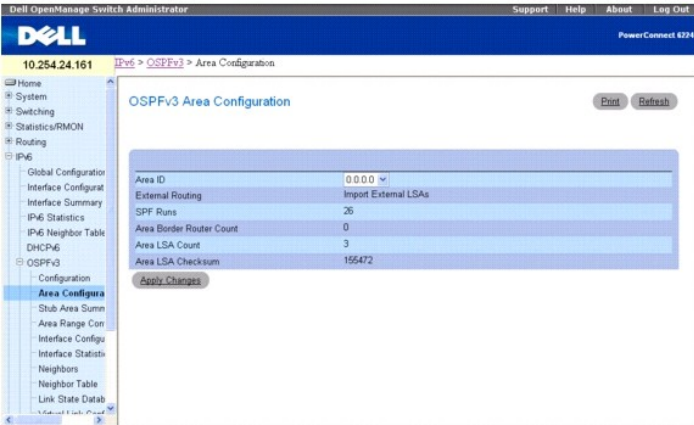 Dell OpenManage Switch Administrator
Support Help About Log Out
DELL
PowerConnect 6224
10.254.24.161
IPv6 > OSPFv3 > Area Configuration
Home
System
Switching
Statistics/RMON
Routing
IPv6
Global Configuration
Interface Configurat
Interface Summary
IPv6 Statistics
IPv6 Neighbor Table
DHCPv6
OSPFv3
Configuration
Area Configura
Stub Area Summ
Area Range Con
Interface Configu
Interface Statisti
Neighbors
Neighbor Table
Link State Datab
OSPFv3 Area Configuration
Print Refresh
Area ID 0.0.0.0
External Routing Import External LSAs
SPF Runs 26
Area Border Router Count 0
Area LSA Count 3
Area LSA Checksum 155472
Apply Changes